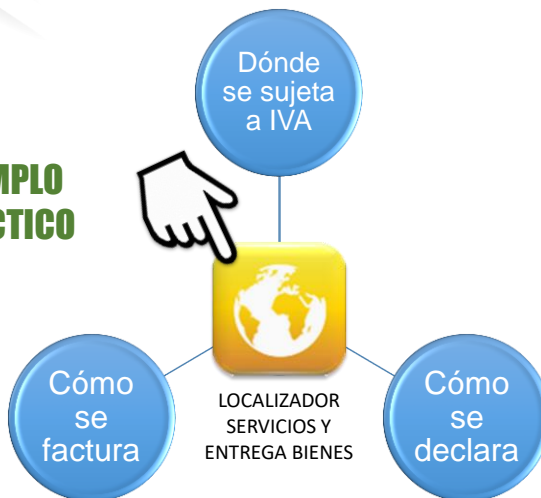 Dónde
se sujeta
a IVA
MPLO
CTICO
Cómo
se
factura
LOCALIZADOR
SERVICIOS Y
ENTREGA BIENES
Cómo
se
declara